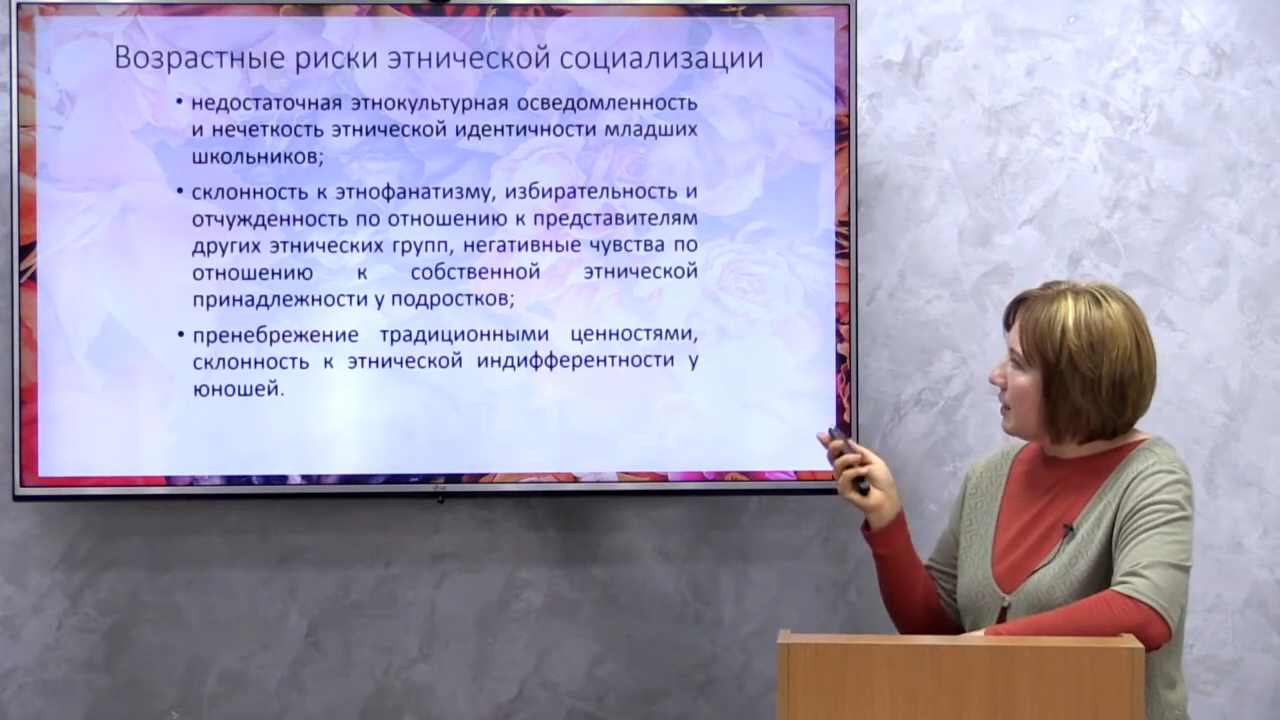 Возрастные риски этнической социализации
• недостаточная этнокультурная осведомленность
и нечеткость этнической идентичности младших
школьников;
• склонность к этнофанатизму, избирательность и
отчужденность по отношению к представителям
других этнических групп, негативные чувства по
отношению к собственной этнической
принадлежности у подростков;
• пренебрежение традиционными ценностями,
склонность к этнической индифферентности у
юношей.
LG